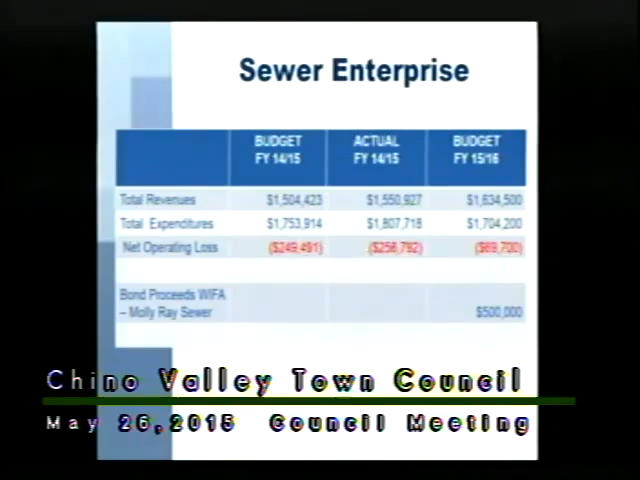 Sewer Enterprise
BUDGET FY 14/15 ACTUAL FY 14/15 BUDGET FY 15/16
Total Revenues $1,504,423 $1,550,927 $1,634,500
Total Expenditures $1,753,914 $1,807,718 $1,704,200
Net Operating Loss ($249,491) ($256,792) ($69,700)
Bond Proceeds WIFA
– Molly Ray Sewer $500,000
Chino Valley Town Council
May 26,2015 Council Meeting